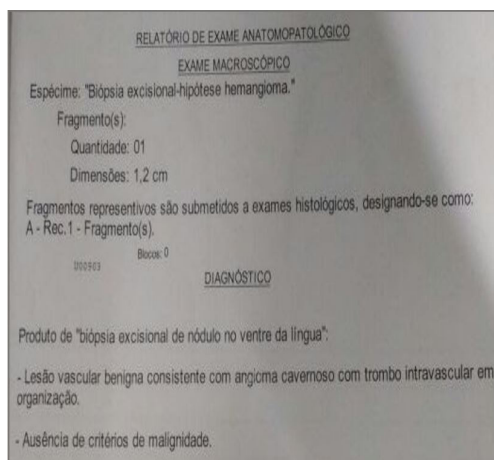 RELATÓRIO DE EXAME ANATOMOPATOLÓGICO
EXAME MACROSCÓPICO
Espécime: "Biópsia excisional-hipótese hemangioma."
Fragmento(s):
Quantidade: 01
Dimensões: 1,2 cm
Fragmentos representivos são submetidos a exames histológicos, designando-se como:
A - Rec.1 - Fragmento(s).
Blocos: 0
DIAGNÓSTICO
Produto de "biópsia excisional de nódulo no ventre da língua":
- Lesão vascular benigna consistente com angioma cavernoso com trombo intravascular em
organização.
- Ausência de critérios de malignidade.